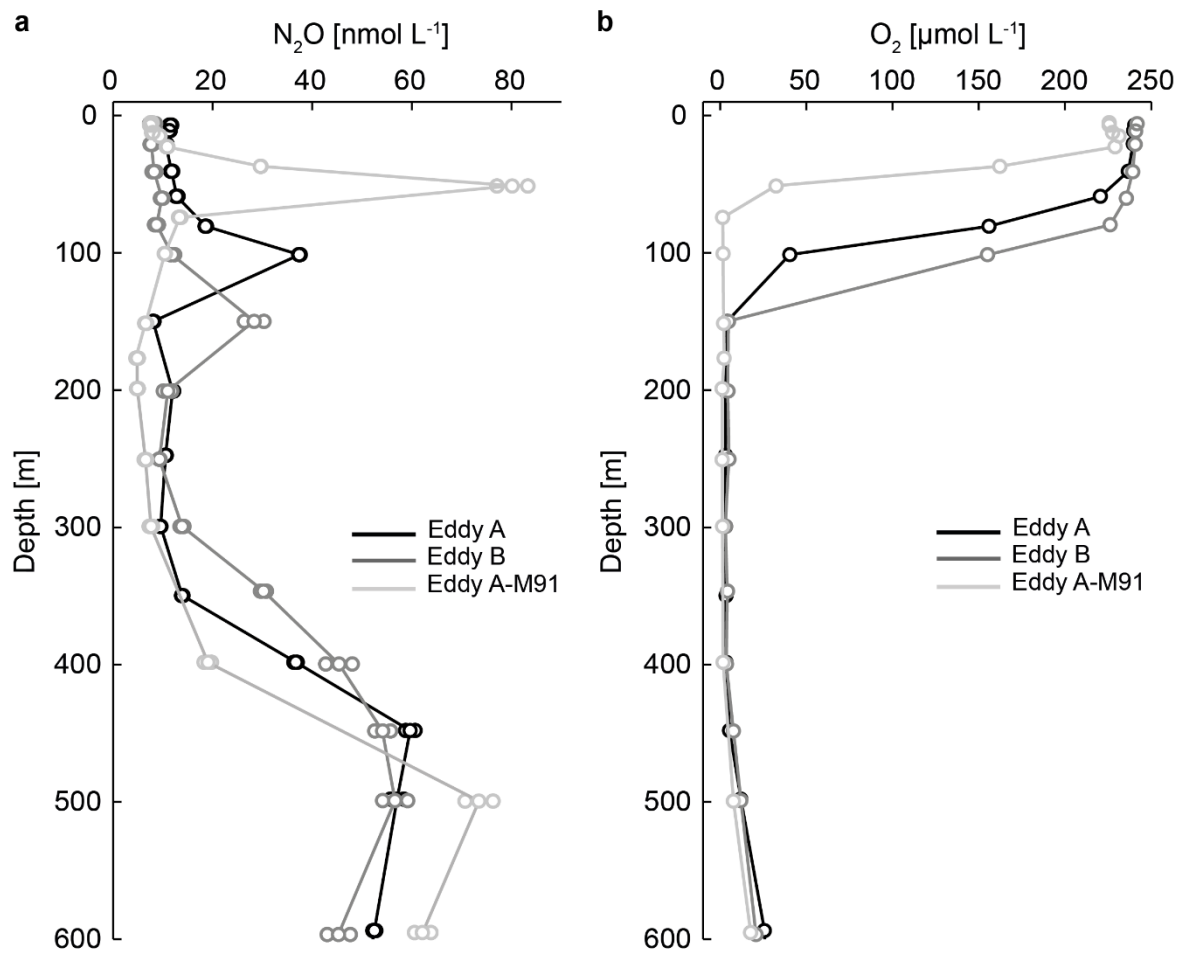 a
N₂O [nmol L⁻¹]
0 20 40 60 80
0
100
200
300
400
500
600
Depth [m]
Eddy A
Eddy B
Eddy A-M91
b
O₂ [µmol L⁻¹]
0 50 100 150 200 250
0
100
200
300
400
500
600
Depth [m]
Eddy A
Eddy B
Eddy A-M91